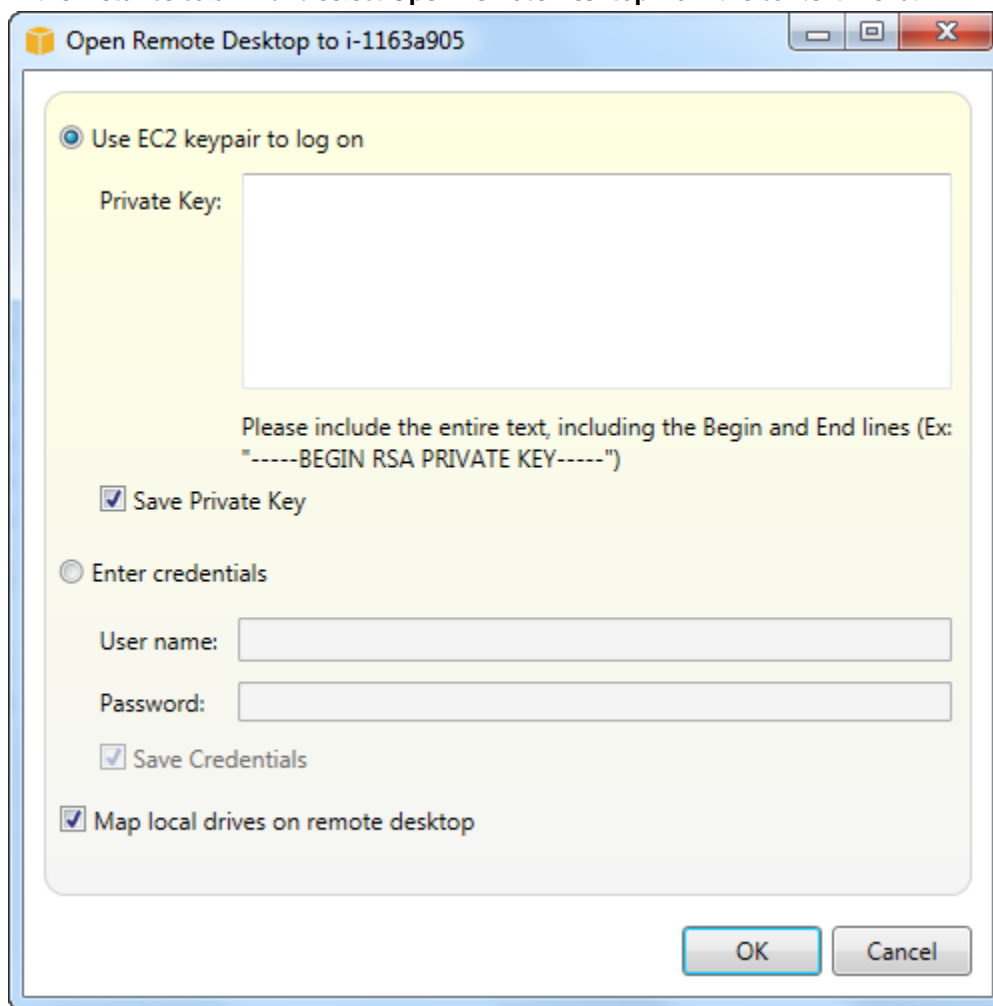 Open Remote Desktop to i-1163a905
Use EC2 keypair to log on
Private Key:
Please include the entire text, including the Begin and End lines (Ex:
"-----BEGIN RSA PRIVATE KEY-----")
Save Private Key
Enter credentials
User name:
Password:
Save Credentials
Map local drives on remote desktop
OK Cancel